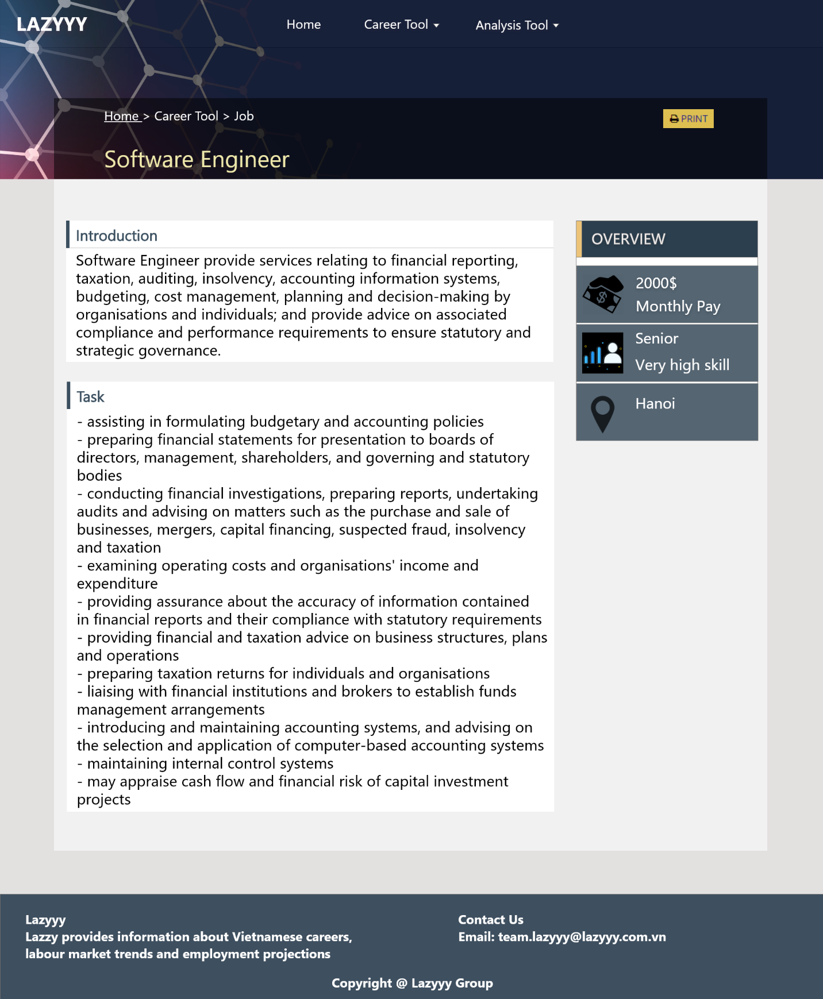 LAZYYY
Home
Career Tool
Analysis Tool
Home > Career Tool > Job
PRINT
Software Engineer
Introduction
Software Engineer provide services relating to financial reporting,
taxation, auditing, insolvency, accounting information systems,
budgeting, cost management, planning and decision-making by
organisations and individuals; and provide advice on associated
compliance and performance requirements to ensure statutory and
strategic governance.
Task
- assisting in formulating budgetary and accounting policies
- preparing financial statements for presentation to boards of
directors, management, shareholders, and governing and statutory
bodies
- conducting financial investigations, preparing reports, undertaking
audits and advising on matters such as the purchase and sale of
businesses, mergers, capital financing, suspected fraud, insolvency
and taxation
- examining operating costs and organisations' income and
expenditure
- providing assurance about the accuracy of information contained
in financial reports and their compliance with statutory requirements
- providing financial and taxation advice on business structures, plans
and operations
- preparing taxation returns for individuals and organisations
- liaising with financial institutions and brokers to establish funds
management arrangements
- introducing and maintaining accounting systems, and advising on
the selection and application of computer-based accounting systems
- maintaining internal control systems
- may appraise cash flow and financial risk of capital investment
projects
OVERVIEW
$
2000$
Monthly Pay
Senior
Very high skill
Hanoi
Lazyyy
Lazzy provides information about Vietnamese careers,
labour market trends and employment projections
Contact Us
Email: team.lazyyy@lazyyy.com.vn
Copyright @ Lazyyy Group